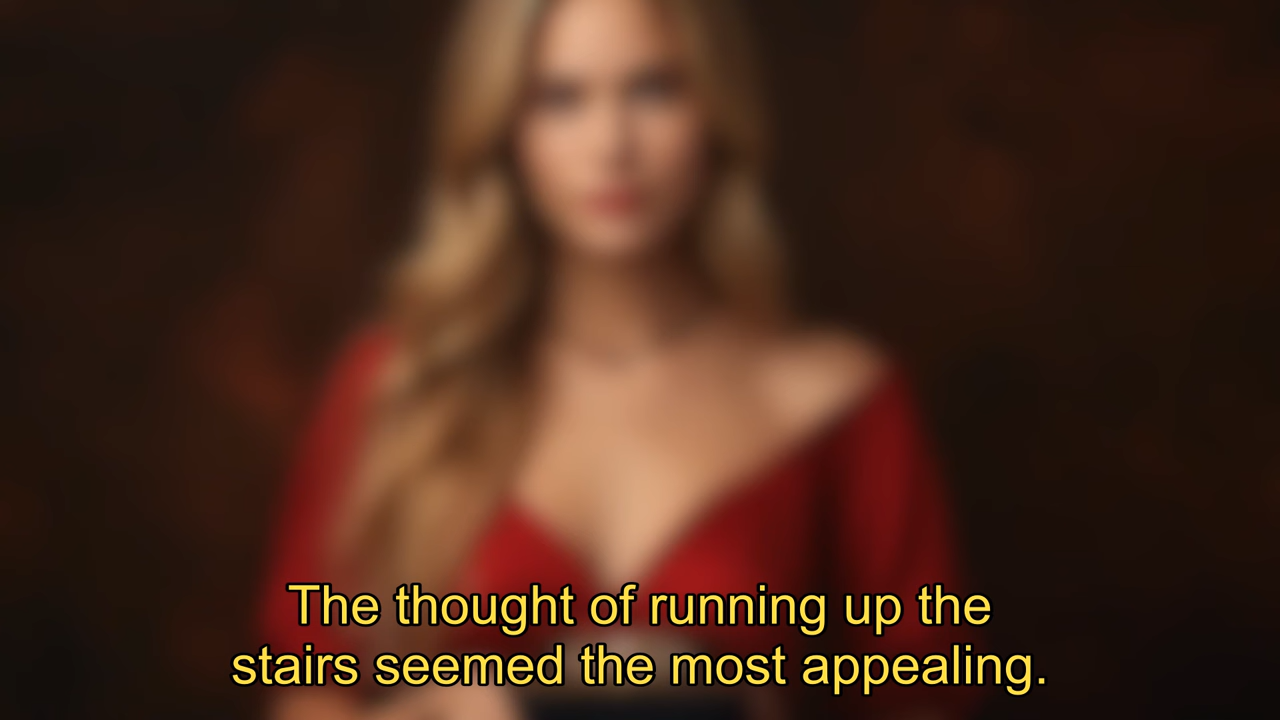 The thought of running up the
stairs seemed the most appealing.